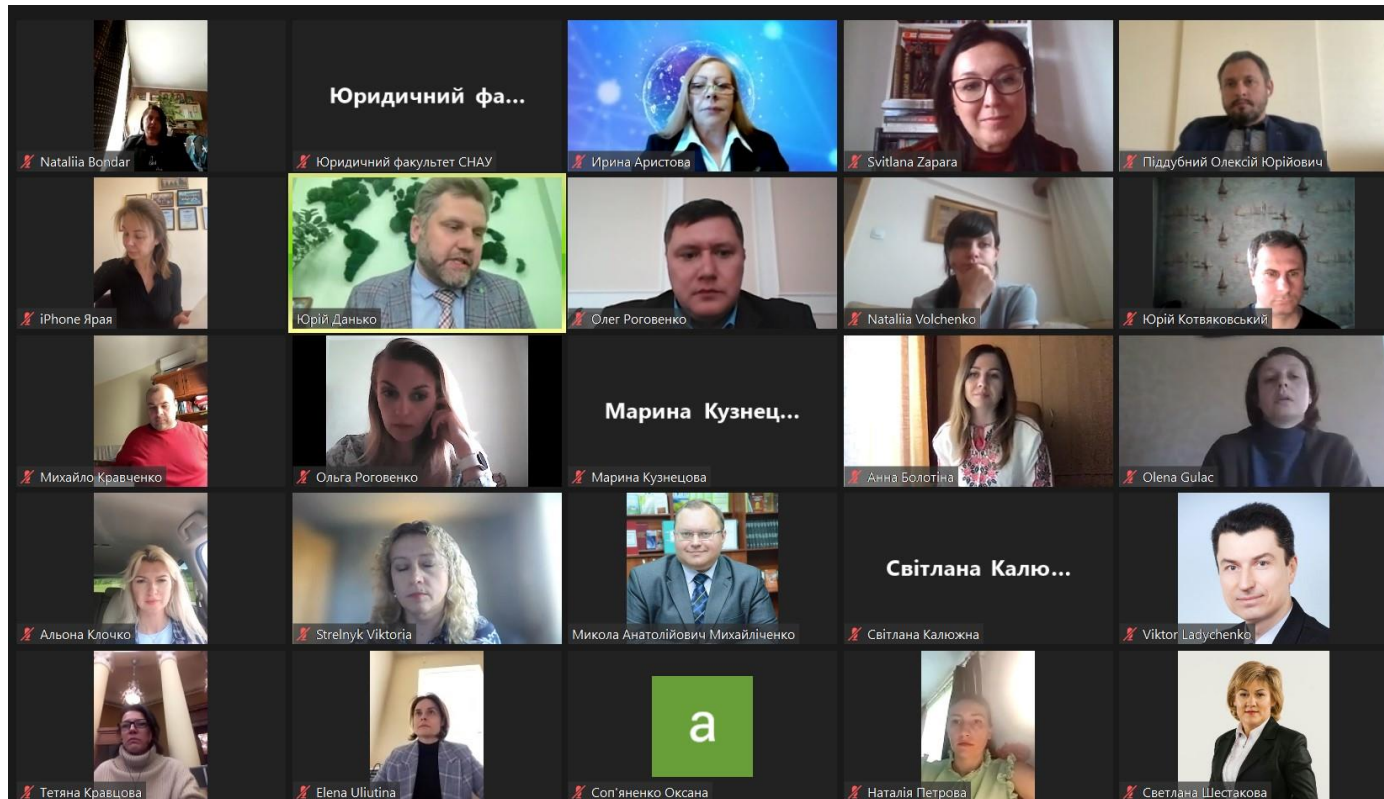 Nataliia Bondar
Юридичний фа...
Юридичний факультет СНАУ
Ирина Аристова
Svitlana Zapara
Піддубний Олексій Юрійович
iPhone Ярая
Юрій Данько
Олег Роговенко
Nataliia Volchenko
Юрій Котвяковський
Михайло Кравченко
Ольга Роговенко
Марина Кузнец...
Марина Кузнецова
Анна Болотіна
Olena Gulac
Альона Клочко
Strelnyk Viktoria
Микола Анатолійович Михайліченко
Світлана Калю...
Світлана Калюжна
Viktor Ladychenko
Тетяна Кравцова
Elena Uliutina
a
Соп'яненко Оксана
Наталія Петрова
Светлана Шестакова